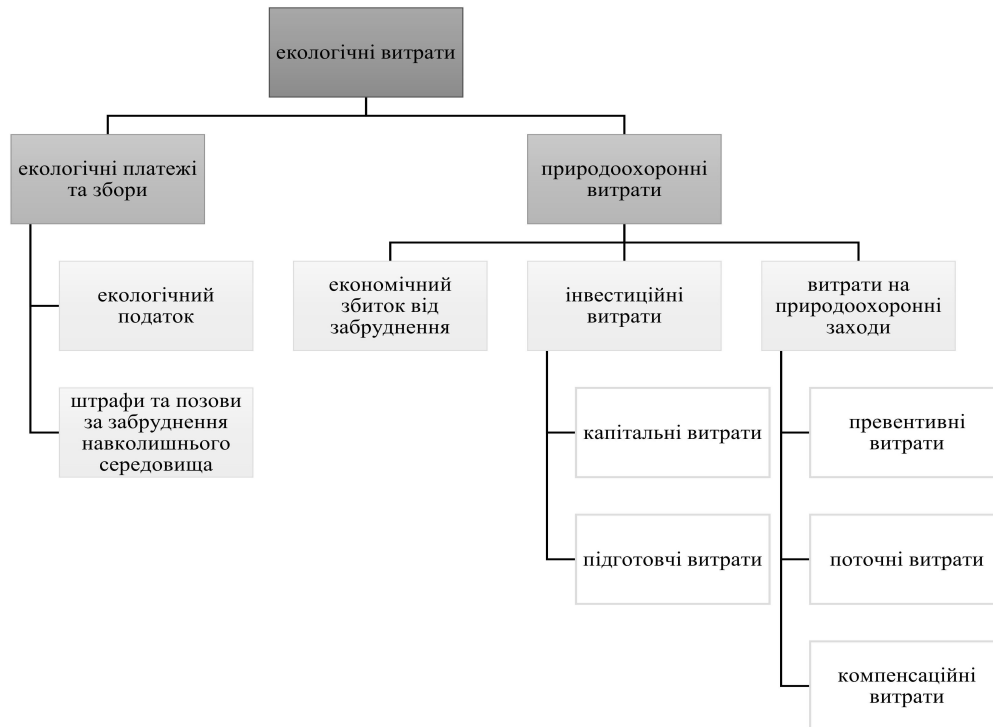 екологічні витрати
екологічні платежі
та збори
природоохоронні
витрати
екологічний
податок
економічний
збиток від
забруднення
інвестиційні
витрати
витрати на
природоохоронні
заходи
штрафи та позови
за забруднення
навколишнього
середовища
капітальні витрати
превентивні
витрати
підготовчі витрати
поточні витрати
компенсаційні
витрати